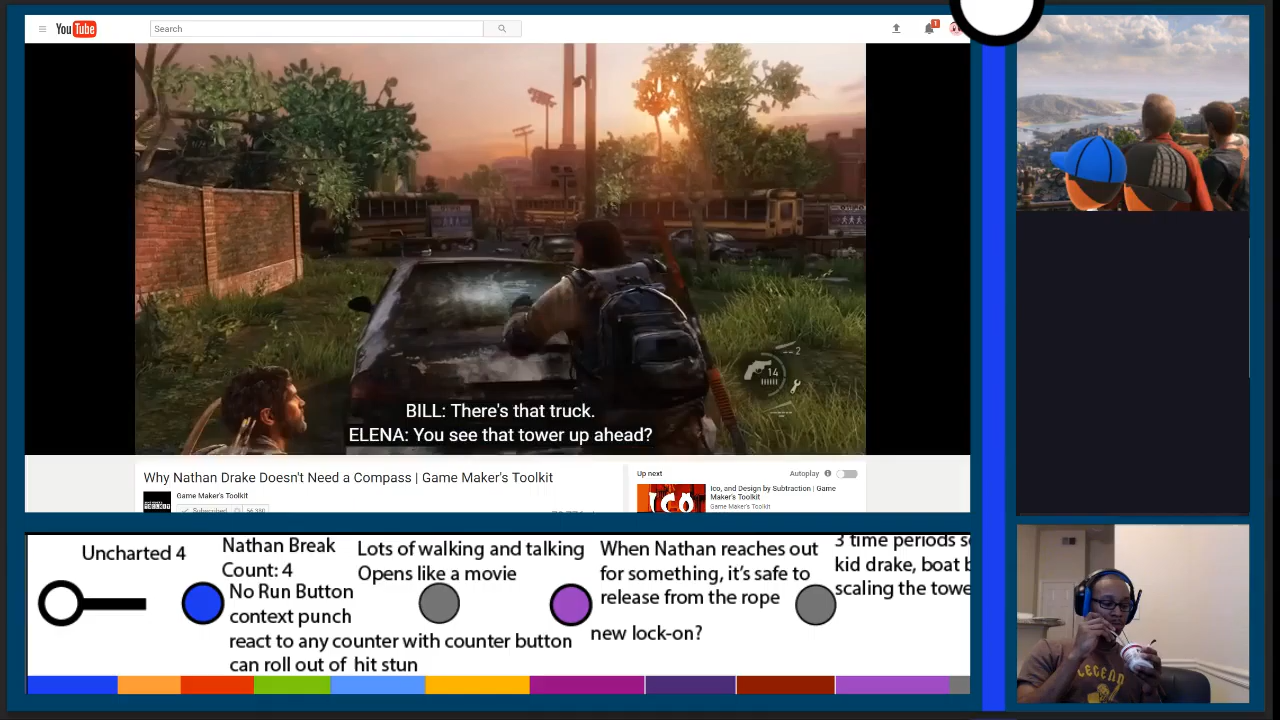 YouTube
Search
1
2
14
BILL: There's that truck.
ELENA: You see that tower up ahead?
Why Nathan Drake Doesn't Need a Compass | Game Maker's Toolkit
Game Maker's Toolkit
Subscribed
Up next
Autoplay
ICO
Ico, and Design by Subtraction | Game
Maker's Toolkit
Game Maker's Toolkit
Uncharted 4
Nathan Break
Count: 4
No Run Button
context punch
react to any counter with counter button
can roll out of hit stun
Lots of walking and talking
Opens like a movie
When Nathan reaches out
for something, it's safe to
release from the rope
new lock-on?
3 time periods
kid drake, boat
scaling the towe
LEGEND